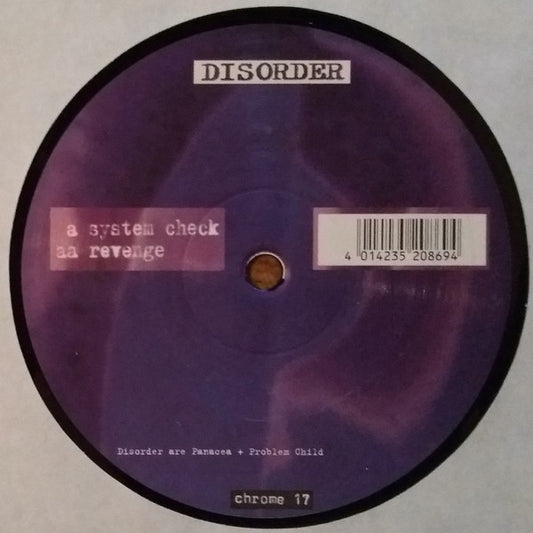 DISORDER
a system check
aa revenge
4 014235 208694
Disorder are Panacea + Problem Child
chrome 17